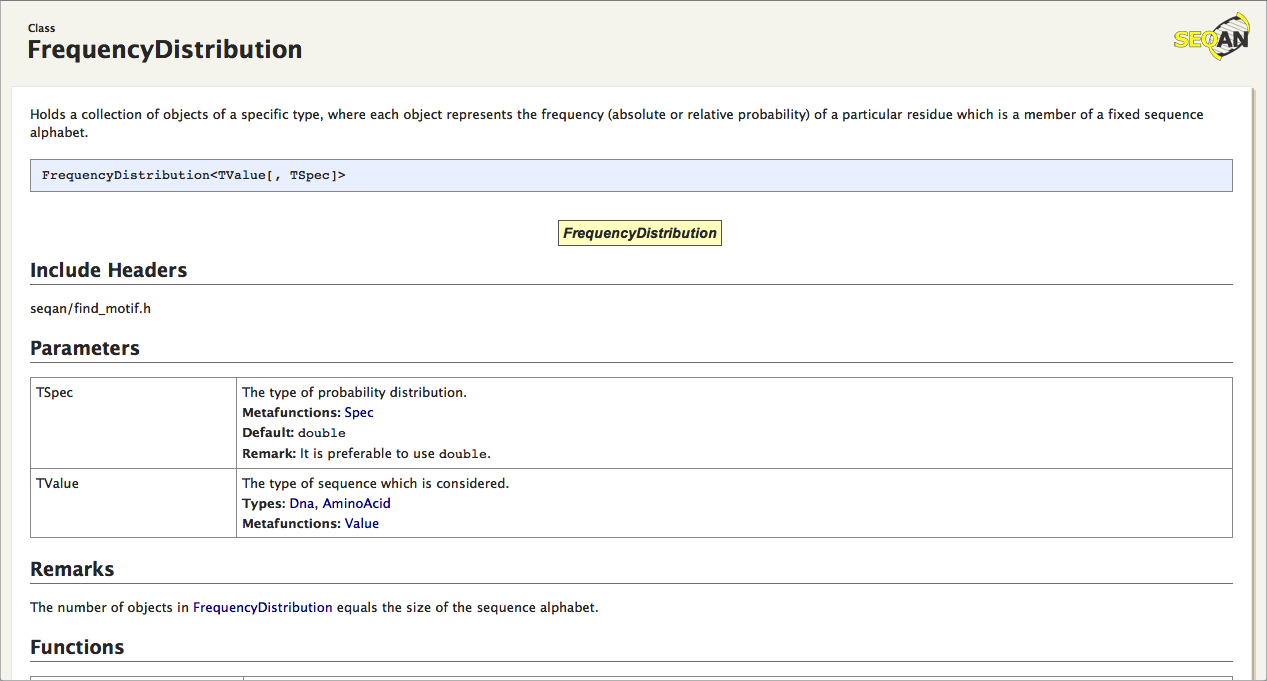 Class
FrequencyDistribution
SEQAN
Holds a collection of objects of a specific type, where each object represents the frequency (absolute or relative probability) of a particular residue which is a member of a fixed sequence
alphabet.
FrequencyDistribution<TValue[, TSpec]>
FrequencyDistribution
Include Headers
seqan/find_motif.h
Parameters
TSpec
The type of probability distribution.
Metafunctions: Spec
Default: double
Remark: It is preferable to use double.
TValue
The type of sequence which is considered.
Types: Dna, AminoAcid
Metafunctions: Value
Remarks
The number of objects in FrequencyDistribution equals the size of the sequence alphabet.
Functions